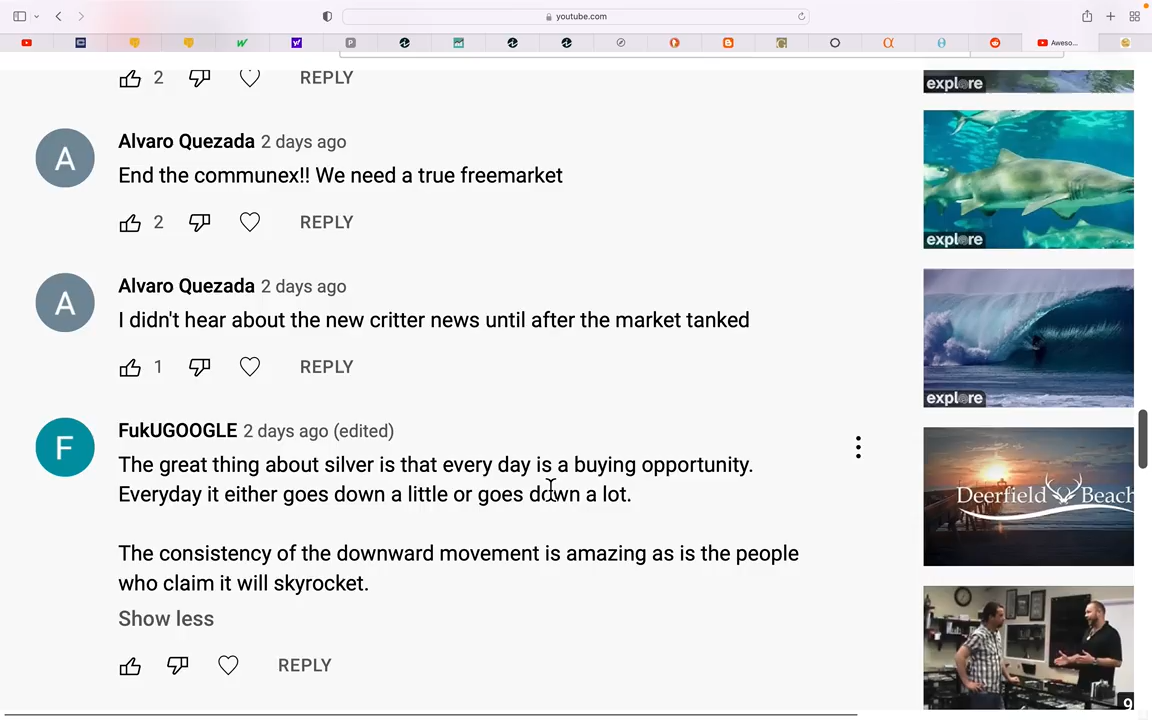 youtube.com
Aweso...
2 REPLY
explore
Alvaro Quezada 2 days ago
End the communex!! We need a true freemarket
2 REPLY
explore
Alvaro Quezada 2 days ago
I didn't hear about the new critter news until after the market tanked
1 REPLY
explore
A
A
F
FukUGOOGLE 2 days ago (edited)
The great thing about silver is that every day is a buying opportunity.
Everyday it either goes down a little or goes down a lot.
Deerfield Beach
The consistency of the downward movement is amazing as is the people
who claim it will skyrocket.
Show less
REPLY
9